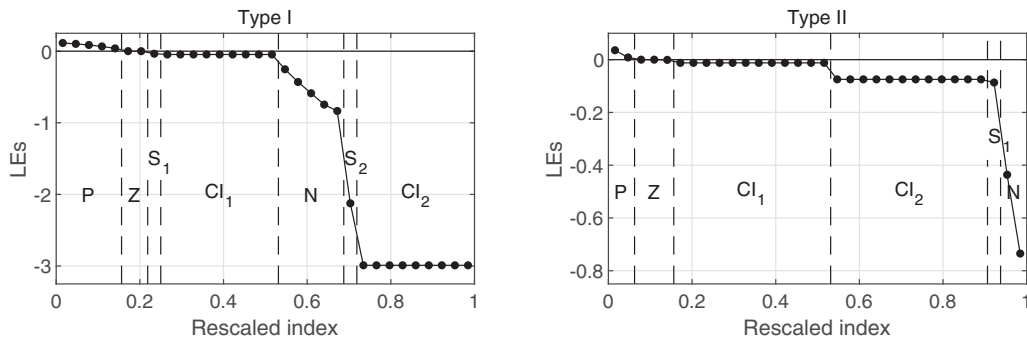 Type I
LEs
0
-1
-2
-3
P
Z
S1
CI1
N
S2
CI2
0 0.2 0.4 0.6 0.8 1
Rescaled index
Type II
LEs
0
-0.2
-0.4
-0.6
-0.8
P
Z
CI1
CI2
S1
N
0 0.2 0.4 0.6 0.8 1
Rescaled index